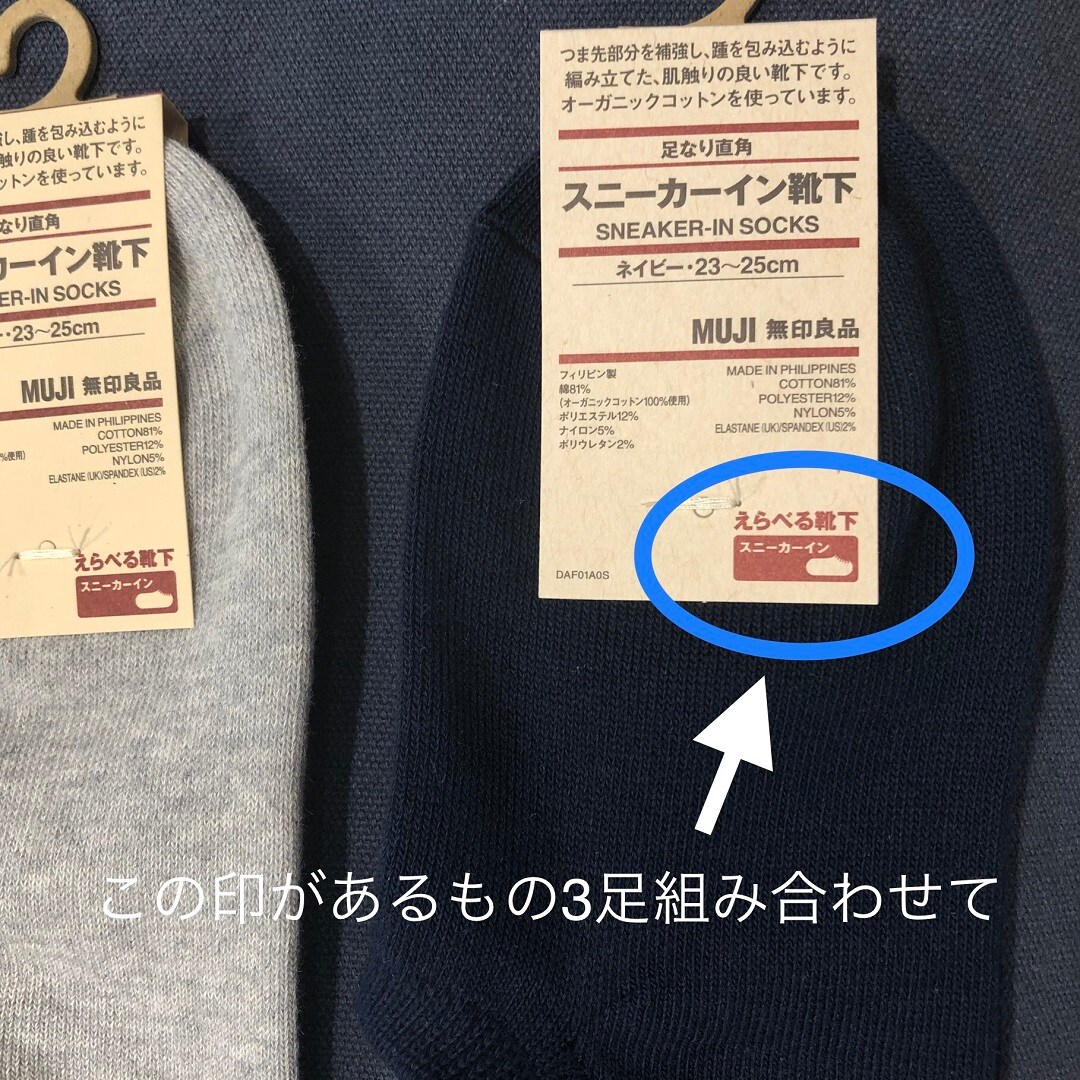 し、踵を包み込むように
触りの良い靴下です。
ットンを使っています。
なり直角
カーイン靴下
ER-IN SOCKS
・23〜25cm
MUJI 無印良品
MADE IN PHILIPPINES
COTTON81%
POLYESTER12%
%使用)
NYLON5%
ELASTANE (UK)/SPANDEX (US)2%
えらべる靴下
スニーカーイン
つま先部分を補強し、踵を包み込むように
編み立てた、肌触りの良い靴下です。
オーガニックコットンを使っています。
足なり直角
スニーカーイン靴下
SNEAKER-IN SOCKS
ネイビー・23〜25cm
MUJI 無印良品
フィリピン製
綿81%
(オーガニックコットン100%使用)
ポリエステル12%
ナイロン5%
ポリウレタン2%
MADE IN PHILIPPINES
COTTON81%
POLYESTER12%
NYLON5%
ELASTANE (UK)/SPANDEX (US)2%
えらべる靴下
スニーカーイン
DAF01A0S
この印があるもの3足組み合わせて